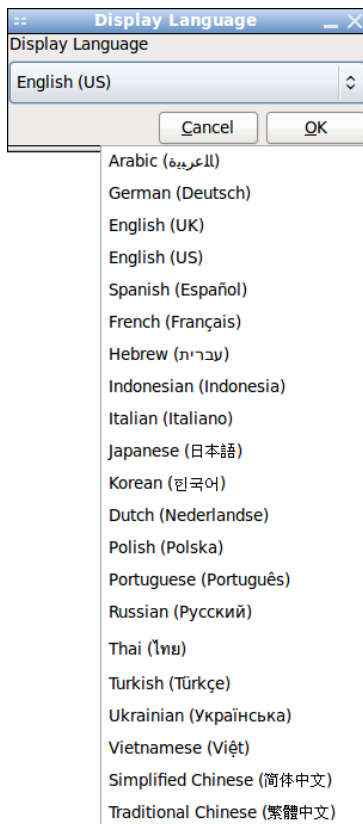 Display Language
Display Language
English (US)
Cancel OK
Arabic (اللعربية)
German (Deutsch)
English (UK)
English (US)
Spanish (Español)
French (Français)
Hebrew (עברית)
Indonesian (Indonesia)
Italian (Italiano)
Japanese (日本語)
Korean (한국어)
Dutch (Nederlandse)
Polish (Polska)
Portuguese (Português)
Russian (Русский)
Thai (ไทย)
Turkish (Türkçe)
Ukrainian (Українська)
Vietnamese (Việt)
Simplified Chinese (简体中文)
Traditional Chinese (繁體中文)